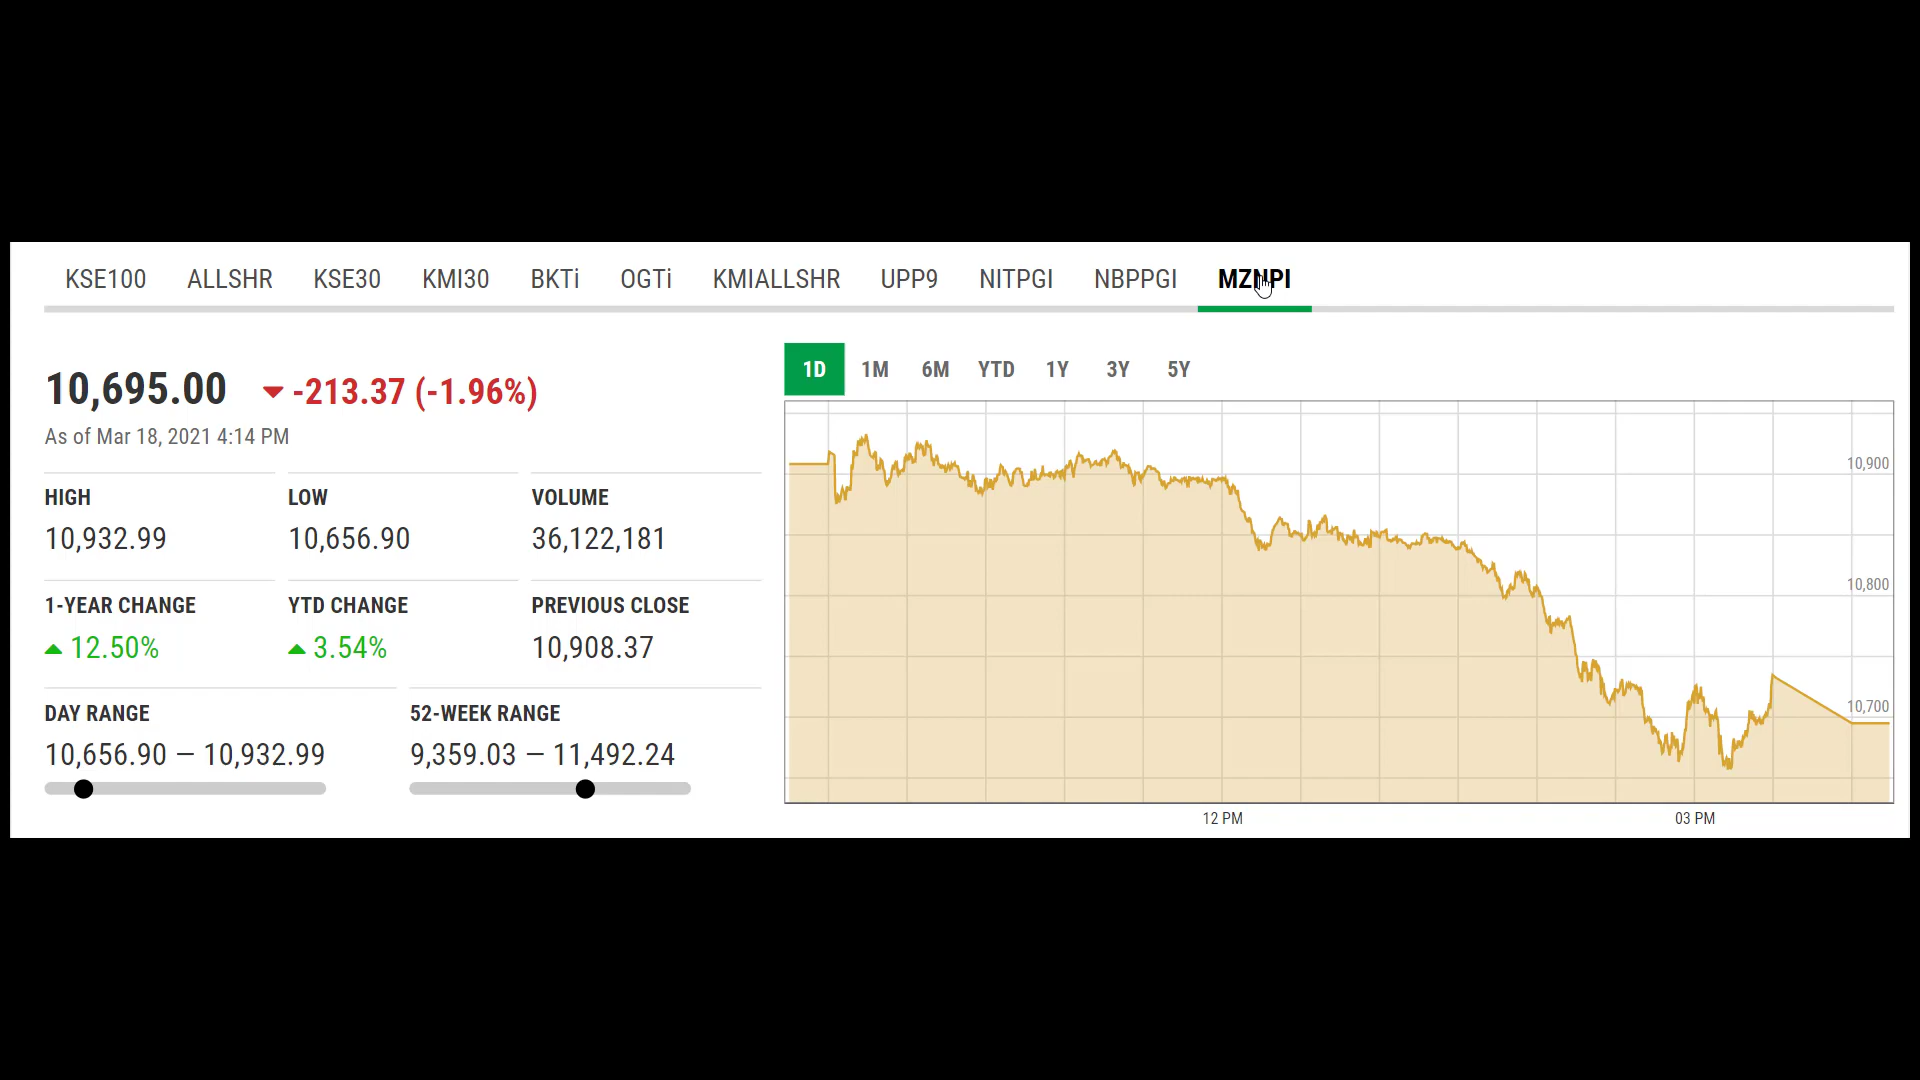 KSE100 ALLSHR KSE30 KMI30 BKTi OGTi KMIALLSHR UPP9 NITPGI NBPPGI MZNPI
10,695.00 -213.37 (-1.96%)
As of Mar 18, 2021 4:14 PM
HIGH LOW VOLUME
10,932.99 10,656.90 36,122,181
1-YEAR CHANGE YTD CHANGE PREVIOUS CLOSE
12.50% 3.54% 10,908.37
DAY RANGE 52-WEEK RANGE
10,656.90 — 10,932.99 9,359.03 — 11,492.24
1D 1M 6M YTD 1Y 3Y 5Y
10,900
10,800
10,700
12 PM 03 PM